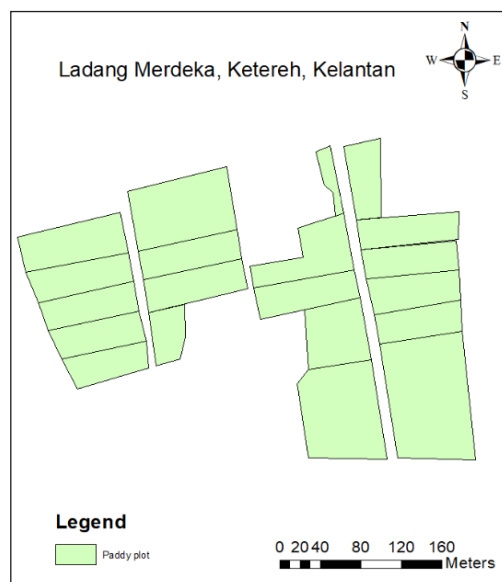 N
Ladang Merdeka, Ketereh, Kelantan
W E
S
Legend
Paddy plot
0 20 40 80 120 160
Meters